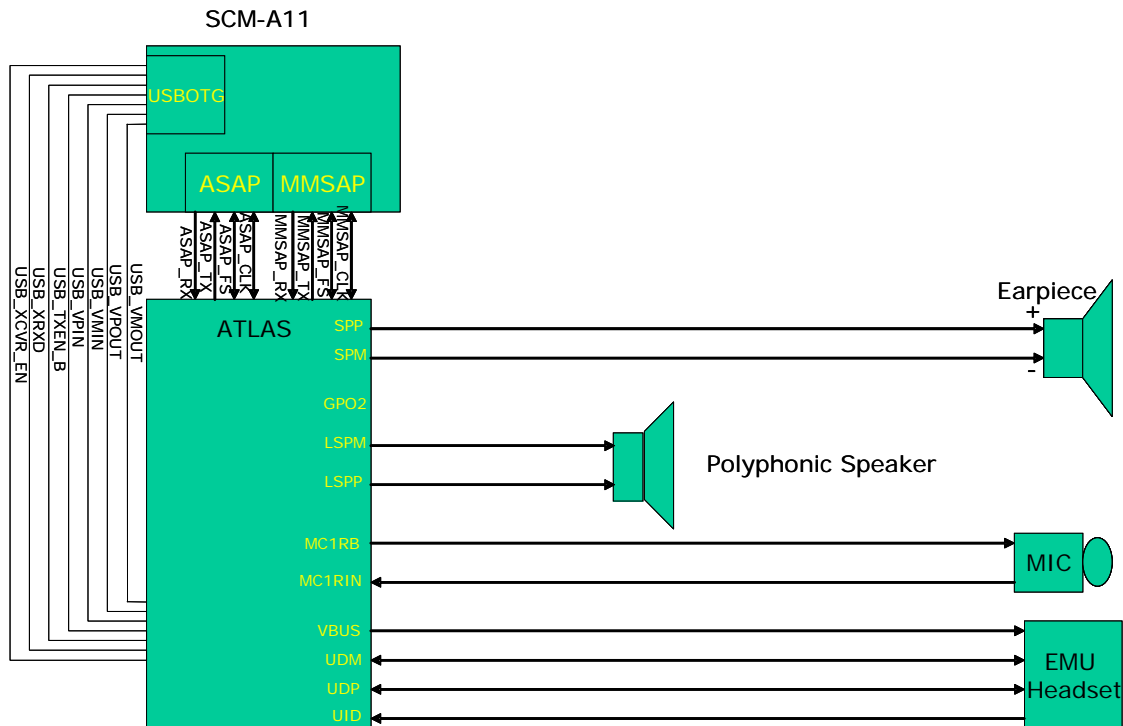 SCM-A11
USBOTG
ASAP
MMSAP
ASAP_RX
ASAP_TX
ASAP_FS
ASAP_CLK
MMSAP_RX
MMSAP_TX
MMSAP_FS
MMSAP_CLK
USB_XCVR_EN
USB_XRXD
USB_TXEN_B
USB_VPIN
USB_VMIN
USB_VPOUT
USB_VMOUT
ATLAS
SPP
SPM
GPO2
LSPM
LSPP
MC1RB
MC1RIN
VBUS
UDM
UDP
UID
Earpiece
+
-
Polyphonic Speaker
MIC
EMU
Headset